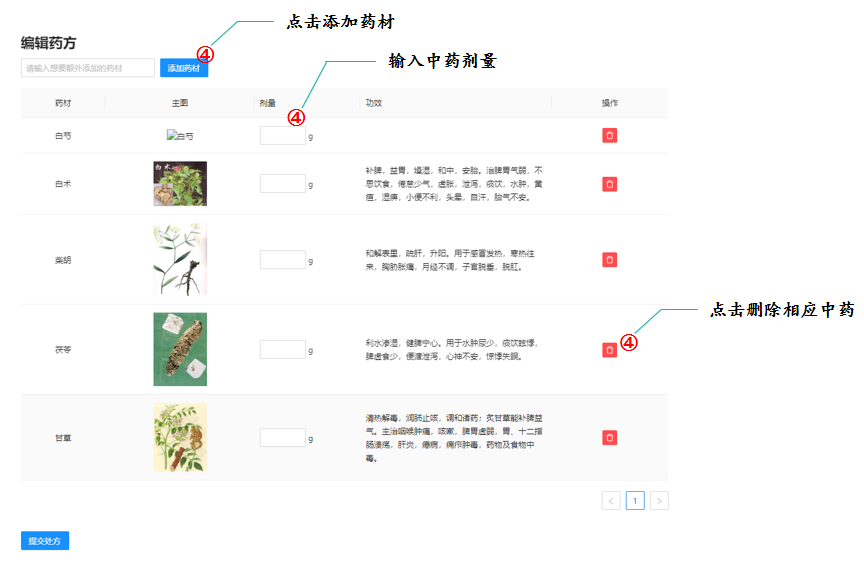 点击添加药材
编辑药方
④
请输入想要额外添加的药材
添加药材
输入中药剂量
药材 主图 剂量 功效 操作
④
白芍 白芍 g
白术
白术 g
补脾，益胃，燥湿，和中，安胎。治脾胃气弱，不
思饮食，倦怠少气，虚胀，泄泻，痰饮，水肿，黄
疸，湿痹，小便不利，头晕，自汗，胎气不安。
柴胡 g
和解表里，疏肝，升阳。用于感冒发热，寒热往
来，胸胁胀痛，月经不调，子宫脱垂，脱肛。
点击删除相应中药
④
茯苓 g
利水渗湿，健脾宁心。用于水肿尿少，痰饮眩悸，
脾虚食少，便溏泄泻，心神不安，惊悸失眠。
甘草 g
清热解毒，润肺止咳，调和诸药；炙甘草能补脾益
气。主治咽喉肿痛，咳嗽，脾胃虚弱，胃、十二指
肠溃疡，肝炎，癔病，痈疖肿毒，药物及食物中
毒。
< 1 >
提交处方